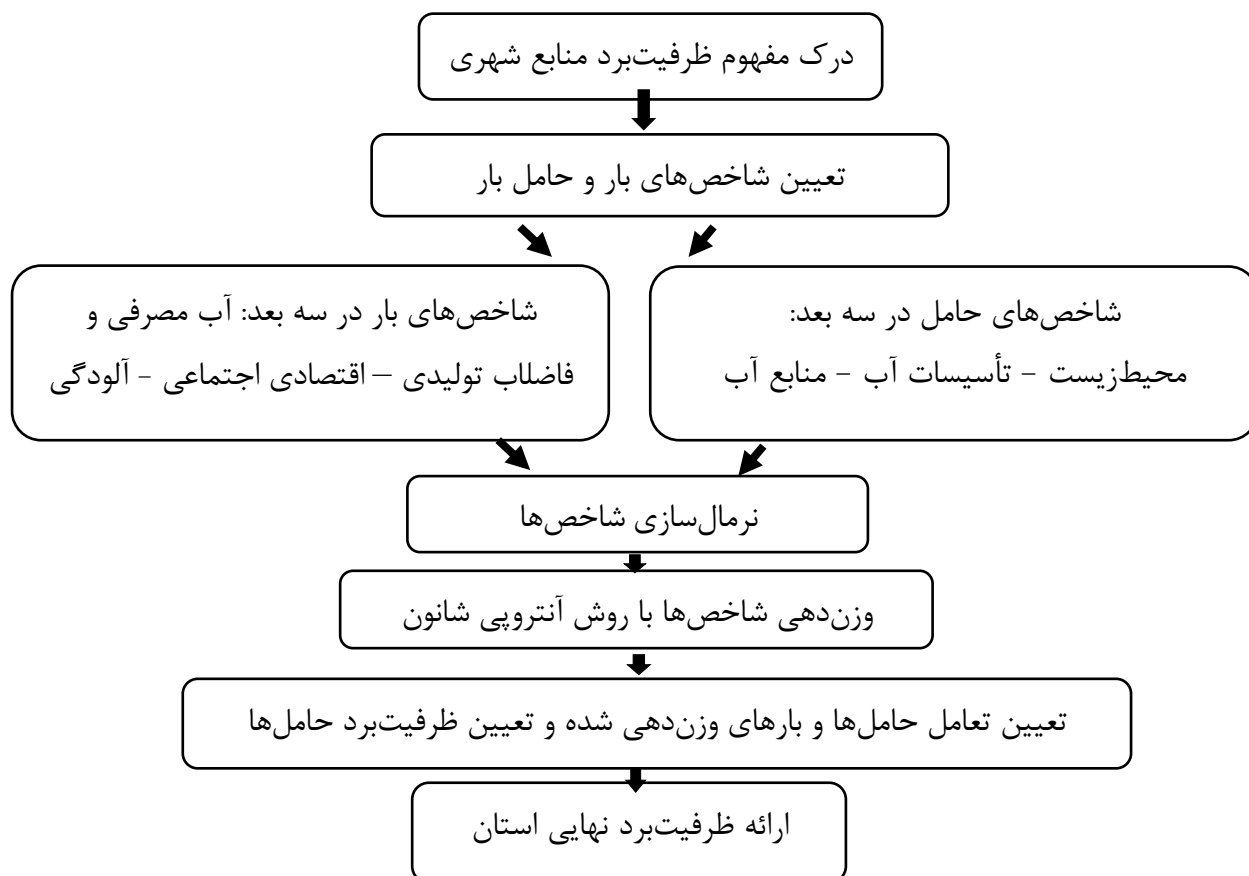 درک مفهوم ظرفیت‌برد منابع شهری
تعیین شاخص‌های بار و حامل بار
شاخص‌های حامل در سه بعد:
محیط‌زیست - تأسیسات آب - منابع آب
شاخص‌های بار در سه بعد: آب مصرفی و
فاضلاب تولیدی – اقتصادی اجتماعی - آلودگی
نرمال‌سازی شاخص‌ها
وزن‌دهی شاخص‌ها با روش آنتروپی شانون
تعیین تعامل حامل‌ها و بارهای وزن‌دهی شده و تعیین ظرفیت‌برد حامل‌ها
ارائه ظرفیت‌برد نهایی استان